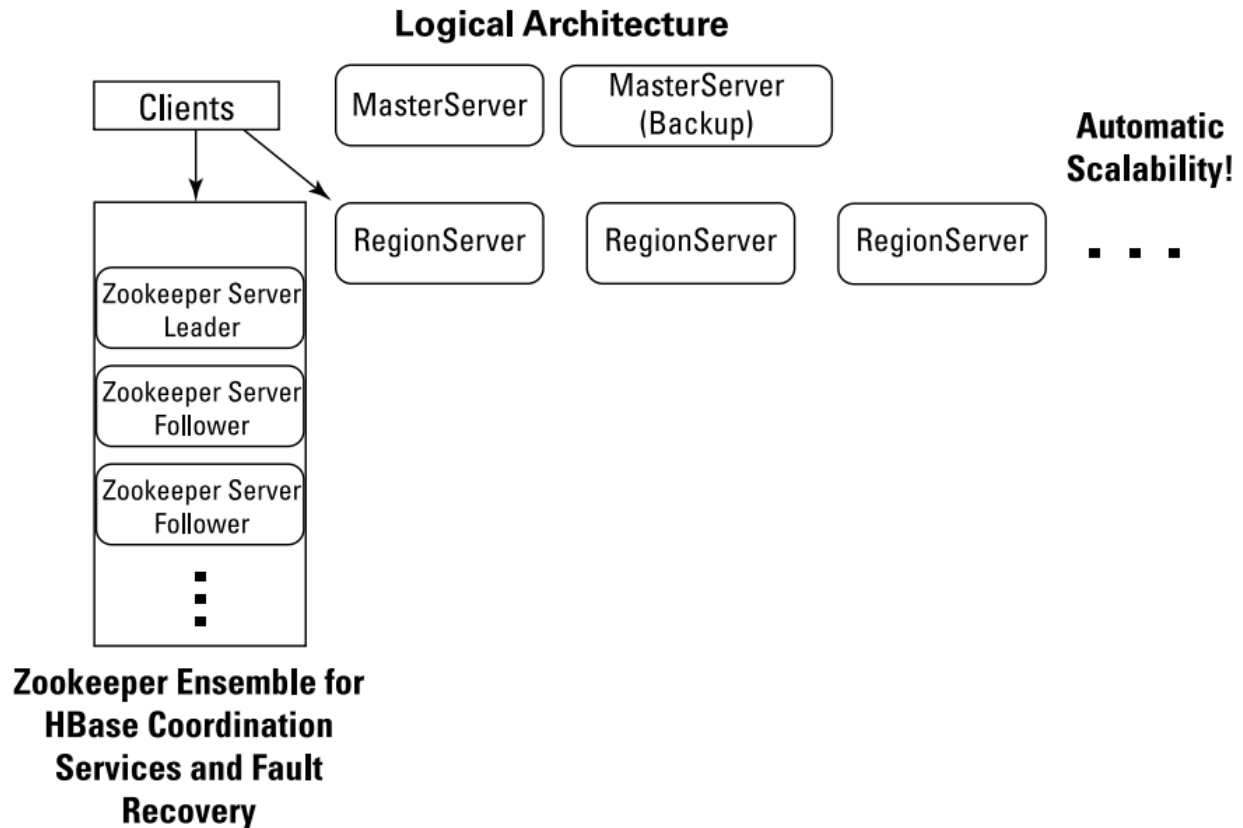 Logical Architecture
Clients
MasterServer
MasterServer
(Backup)
Automatic
Scalability!
RegionServer
RegionServer
RegionServer
Zookeeper Server
Leader
Zookeeper Server
Follower
Zookeeper Server
Follower
Zookeeper Ensemble for
HBase Coordination
Services and Fault
Recovery